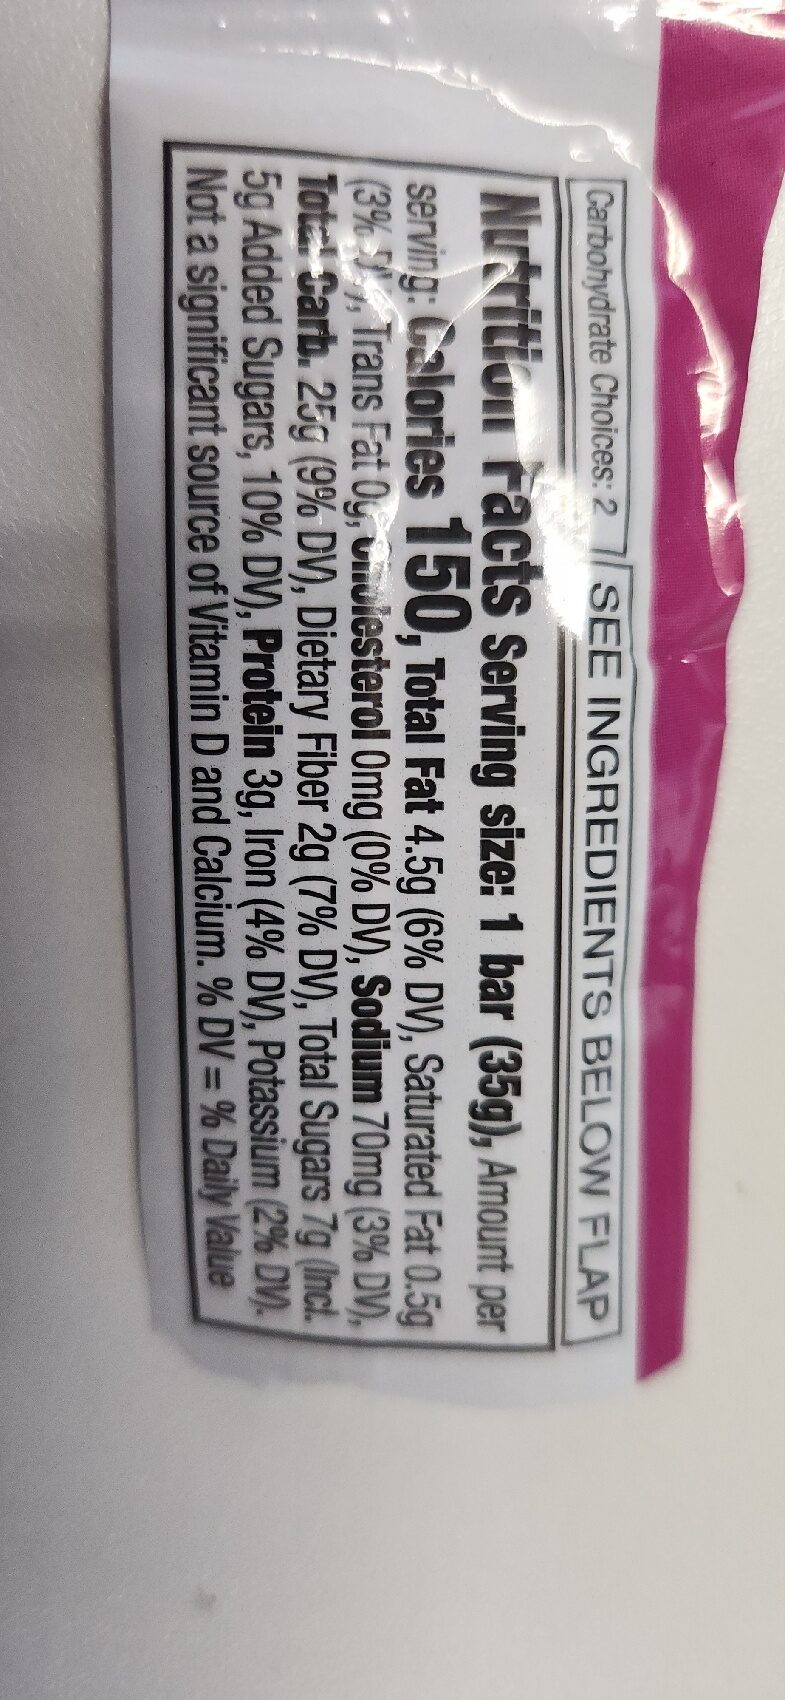 Carbohydrate Choices: 2
SEE INGREDIENTS BELOW FLAP
Nutrition Facts Serving size: 1 bar (35g), Amount per
serving: Calories 150, Total Fat 4.5g (6% DV), Saturated Fat 0.5g
(3% DV), Trans Fat 0g, Cholesterol 0mg (0% DV), Sodium 70mg (3% DV),
Total Carb. 25g (9% DV), Dietary Fiber 2g (7% DV), Total Sugars 7g (Incl.
5g Added Sugars, 10% DV), Protein 3g, Iron (4% DV), Potassium (2% DV).
Not a significant source of Vitamin D and Calcium. % DV = % Daily Value